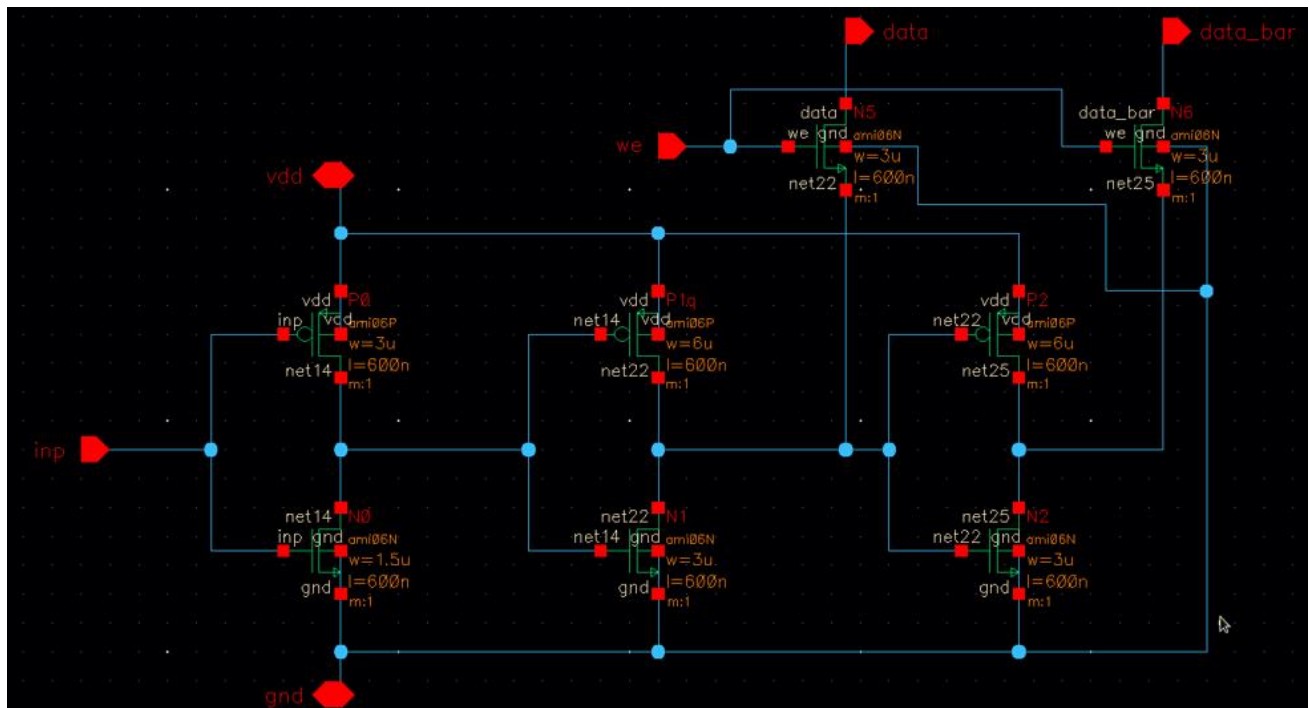 data
data_bar
data
N5
data_bar
N6
we
we
gnd
ami06N
w=3u
l=600n
m:1
net22
we
gnd
ami06N
w=3u
l=600n
m:1
net25
vdd
vdd
P0
inp
vdd
ami06P
w=3u
l=600n
m:1
net14
vdd
P1q
net14
vdd
ami06P
w=6u
l=600n
m:1
net22
vdd
P2
net22
vdd
ami06P
w=6u
l=600n
m:1
net25
inp
net14
N0
inp
gnd
ami06N
w=1.5u
l=600n
m:1
gnd
net22
N1
net14
gnd
ami06N
w=3u
l=600n
m:1
gnd
net25
N2
net22
gnd
ami06N
w=3u
l=600n
m:1
gnd
gnd